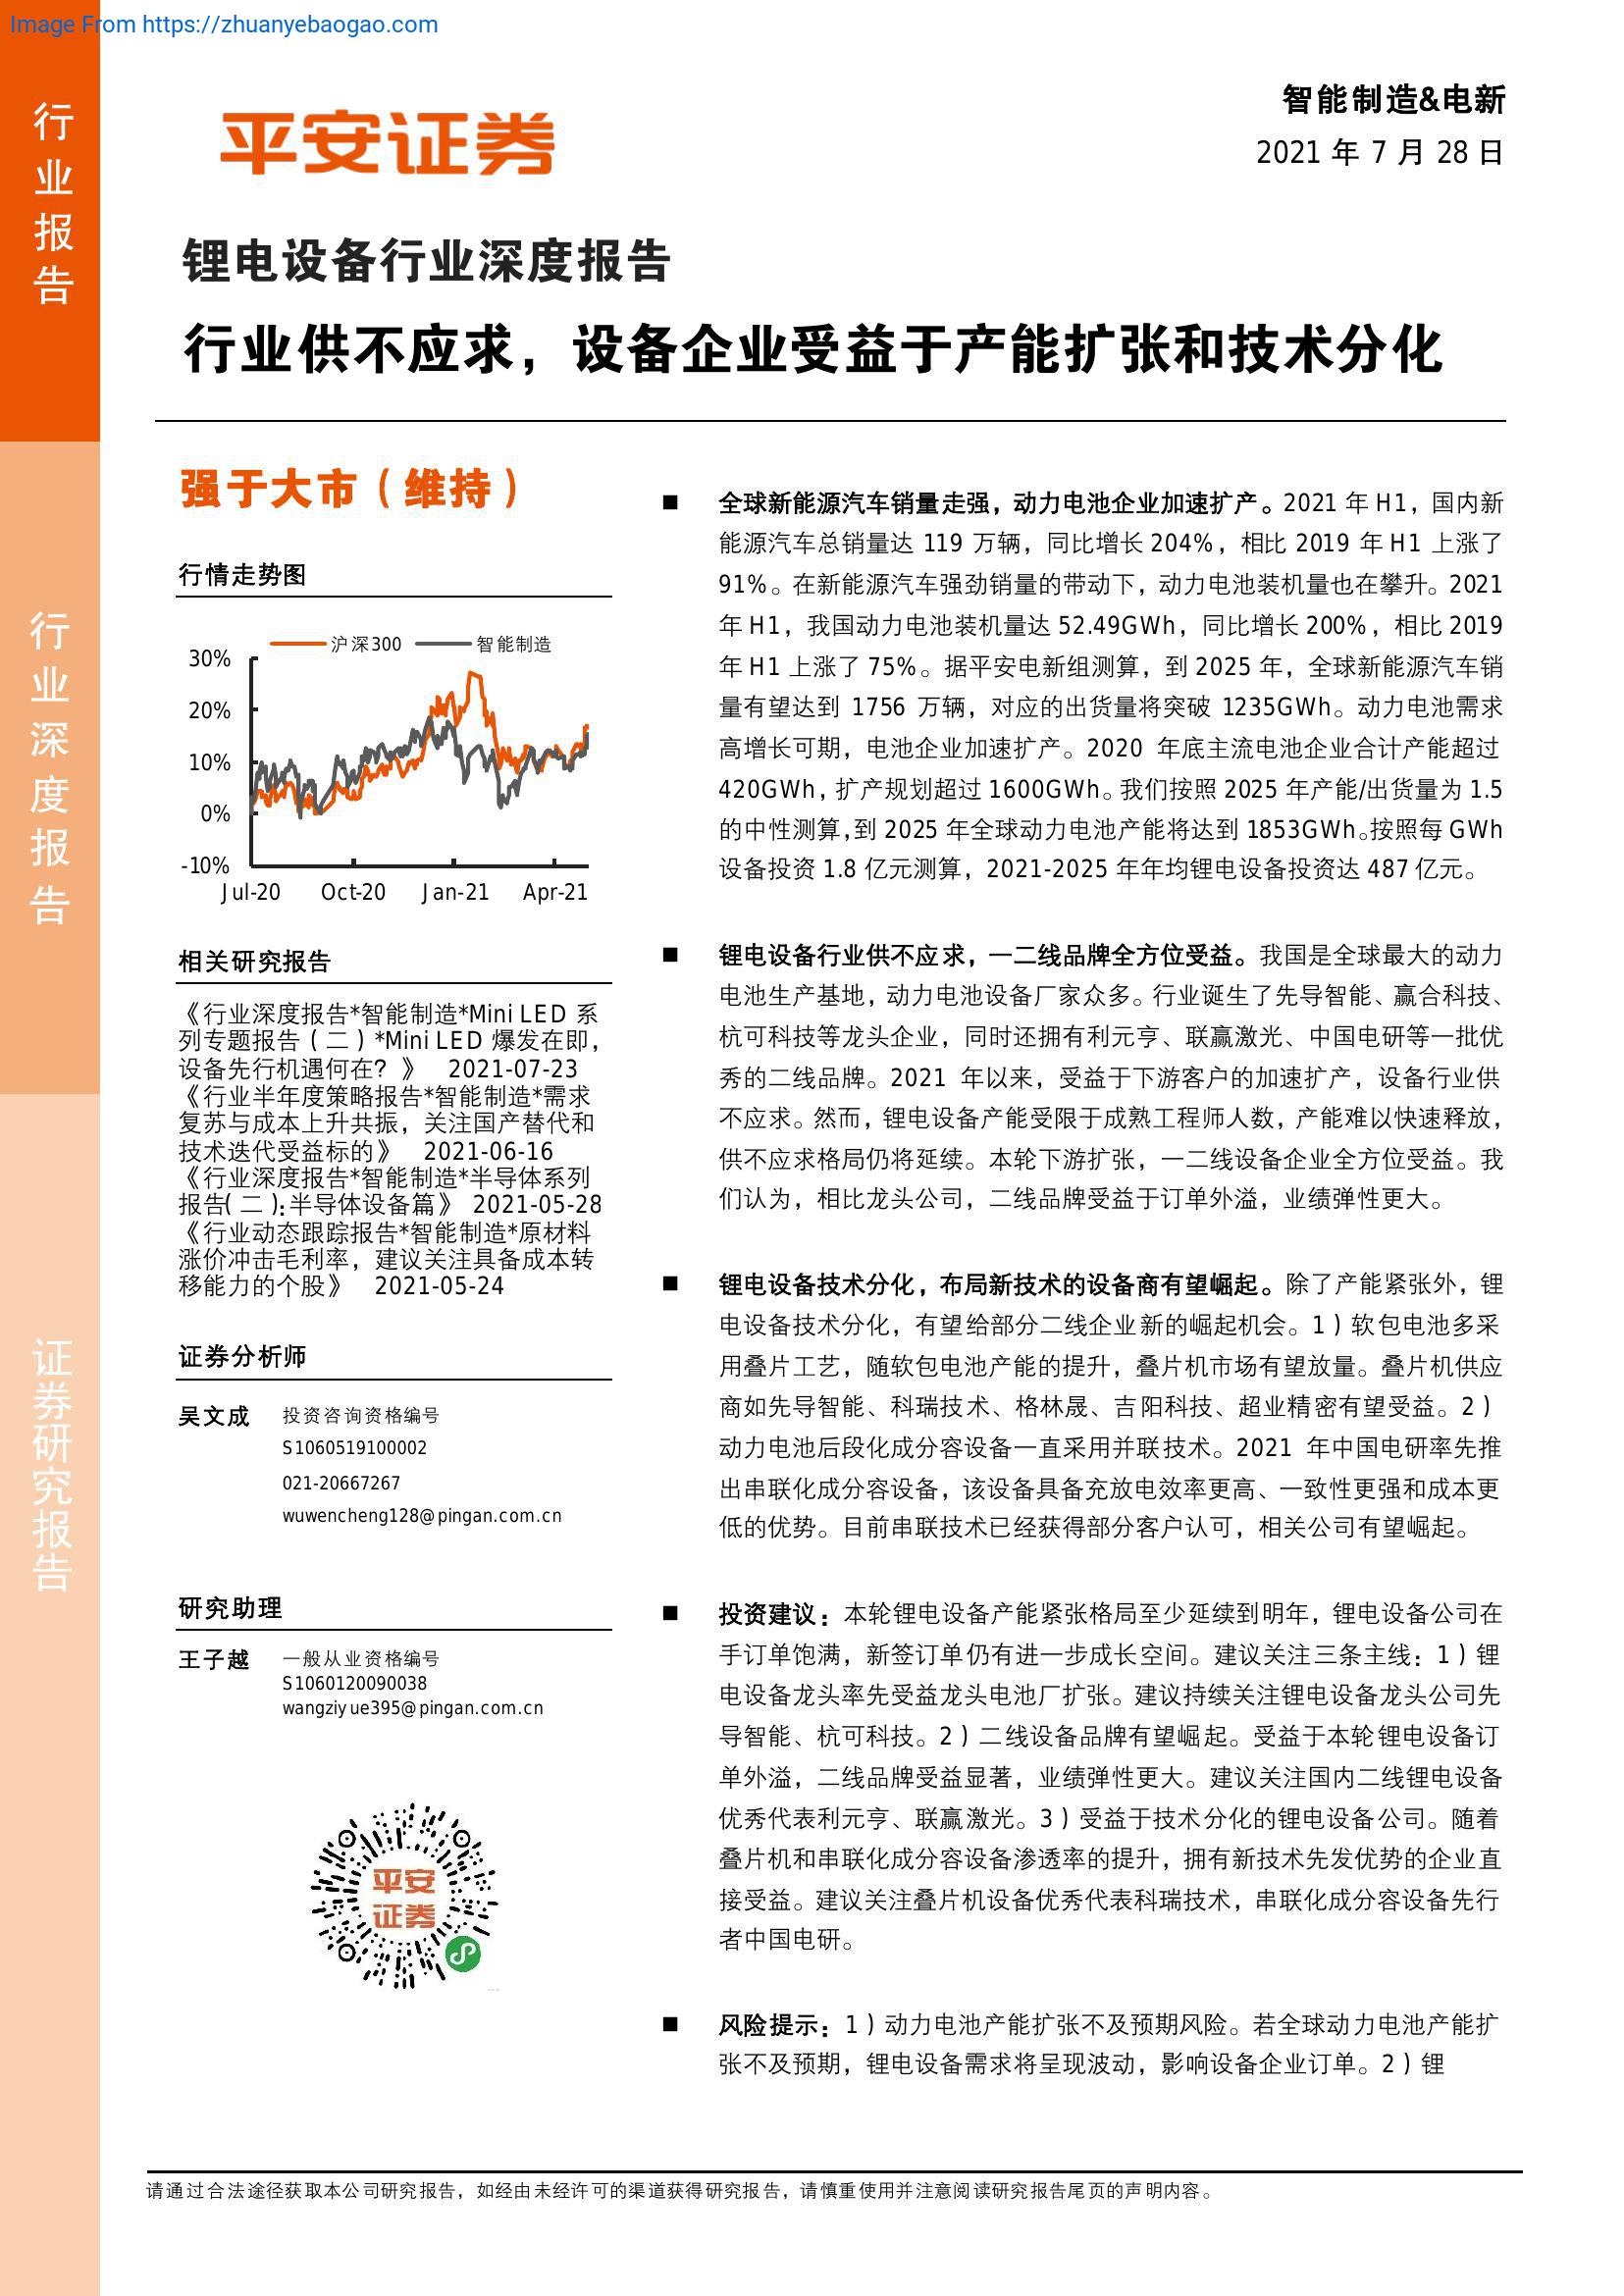 Image From https://zhuanyebaogao.com
行业报告
行业深度报告
证券研究报告
平安证券
智能制造&电新
2021 年 7 月 28 日
锂电设备行业深度报告
行业供不应求，设备企业受益于产能扩张和技术分化
强于大市（维持）
行情走势图
沪深300 智能制造
30%
20%
10%
0%
-10%
Jul-20 Oct-20 Jan-21 Apr-21
相关研究报告
《行业深度报告*智能制造*Mini LED 系
列专题报告（二）*Mini LED 爆发在即，
设备先行机遇何在？》 2021-07-23
《行业半年度策略报告*智能制造*需求
复苏与成本上升共振，关注国产替代和
技术迭代受益标的》 2021-06-16
《行业深度报告*智能制造*半导体系列
报告（二）：半导体设备篇》 2021-05-28
《行业动态跟踪报告*智能制造*原材料
涨价冲击毛利率，建议关注具备成本转
移能力的个股》 2021-05-24
证券分析师
吴文成 投资咨询资格编号
S1060519100002
021-20667267
wuwencheng128@pingan.com.cn
研究助理
王子越 一般从业资格编号
S1060120090038
wangziyue395@pingan.com.cn
平安
证券
■ 全球新能源汽车销量走强，动力电池企业加速扩产。2021 年 H1，国内新
能源汽车总销量达 119 万辆，同比增长 204%，相比 2019 年 H1 上涨了
91%。在新能源汽车强劲销量的带动下，动力电池装机量也在攀升。2021
年 H1，我国动力电池装机量达 52.49GWh，同比增长 200%，相比 2019
年 H1 上涨了 75%。据平安电新组测算，到 2025 年，全球新能源汽车销
量有望达到 1756 万辆，对应的出货量将突破 1235GWh。动力电池需求
高增长可期，电池企业加速扩产。2020 年底主流电池企业合计产能超过
420GWh，扩产规划超过 1600GWh。我们按照 2025 年产能/出货量为 1.5
的中性测算，到 2025 年全球动力电池产能将达到 1853GWh。按照每 GWh
设备投资 1.8 亿元测算，2021-2025 年年均锂电设备投资达 487 亿元。
■ 锂电设备行业供不应求，一二线品牌全方位受益。我国是全球最大的动力
电池生产基地，动力电池设备厂家众多。行业诞生了先导智能、赢合科技、
杭可科技等龙头企业，同时还拥有利元亨、联赢激光、中国电研等一批优
秀的二线品牌。2021 年以来，受益于下游客户的加速扩产，设备行业供
不应求。然而，锂电设备产能受限于成熟工程师人数，产能难以快速释放，
供不应求格局仍将延续。本轮下游扩张，一二线设备企业全方位受益。我
们认为，相比龙头公司，二线品牌受益于订单外溢，业绩弹性更大。
■ 锂电设备技术分化，布局新技术的设备商有望崛起。除了产能紧张外，锂
电设备技术分化，有望给部分二线企业新的崛起机会。1）软包电池多采
用叠片工艺，随软包电池产能的提升，叠片机市场有望放量。叠片机供应
商如先导智能、科瑞技术、格林晟、吉阳科技、超业精密有望受益。2）
动力电池后段化成分容设备一直采用并联技术。2021 年中国电研率先推
出串联化成分容设备，该设备具备充放电效率更高、一致性更强和成本更
低的优势。目前串联技术已经获得部分客户认可，相关公司有望崛起。
■ 投资建议：本轮锂电设备产能紧张格局至少延续到明年，锂电设备公司在
手订单饱满，新签订单仍有进一步成长空间。建议关注三条主线：1）锂
电设备龙头率先受益龙头电池厂扩张。建议持续关注锂电设备龙头公司先
导智能、杭可科技。2）二线设备品牌有望崛起。受益于本轮锂电设备订
单外溢，二线品牌受益显著，业绩弹性更大。建议关注国内二线锂电设备
优秀代表利元亨、联赢激光。3）受益于技术分化的锂电设备公司。随着
叠片机和串联化成分容设备渗透率的提升，拥有新技术先发优势的企业直
接受益。建议关注叠片机设备优秀代表科瑞技术，串联化成分容设备先行
者中国电研。
■ 风险提示：1）动力电池产能扩张不及预期风险。若全球动力电池产能扩
张不及预期，锂电设备需求将呈现波动，影响设备企业订单。2）锂
请通过合法途径获取本公司研究报告，如经由未经许可的渠道获得研究报告，请慎重使用并注意阅读研究报告尾页的声明内容。